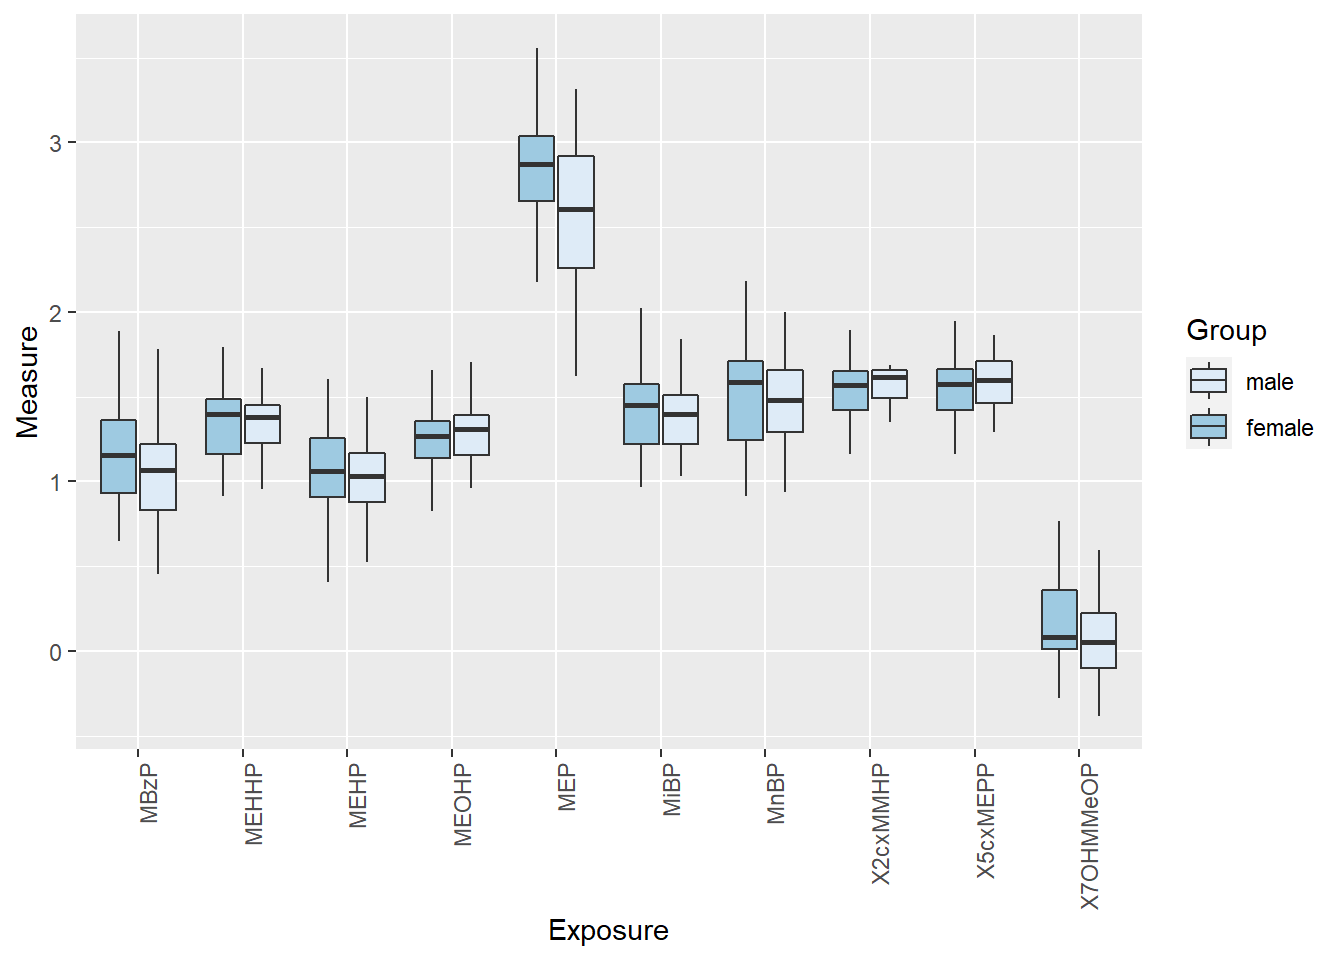 Measure
3
2
1
0
MBzP
MEHHP
MEHP
MEOHP
MEP
MiBP
MnBP
X2cxMMHP
X5cxMEPP
X7OHMMeOP
Exposure
Group
male
female